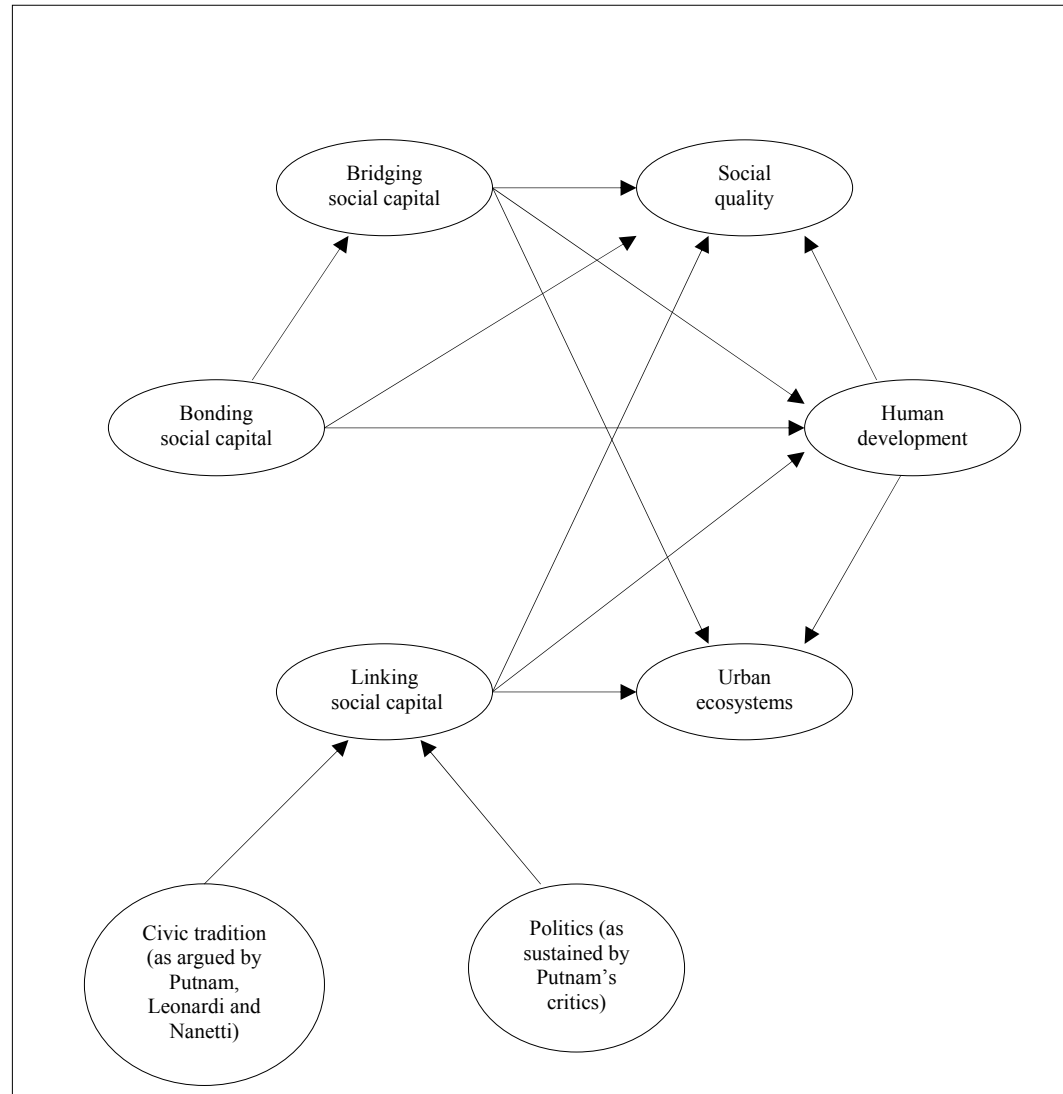 Bridging
social capital
Social
quality
Bonding
social capital
Human
development
Linking
social capital
Urban
ecosystems
Civic tradition
(as argued by
Putnam,
Leonardi and
Nanetti)
Politics (as
sustained by
Putnam’s
critics)